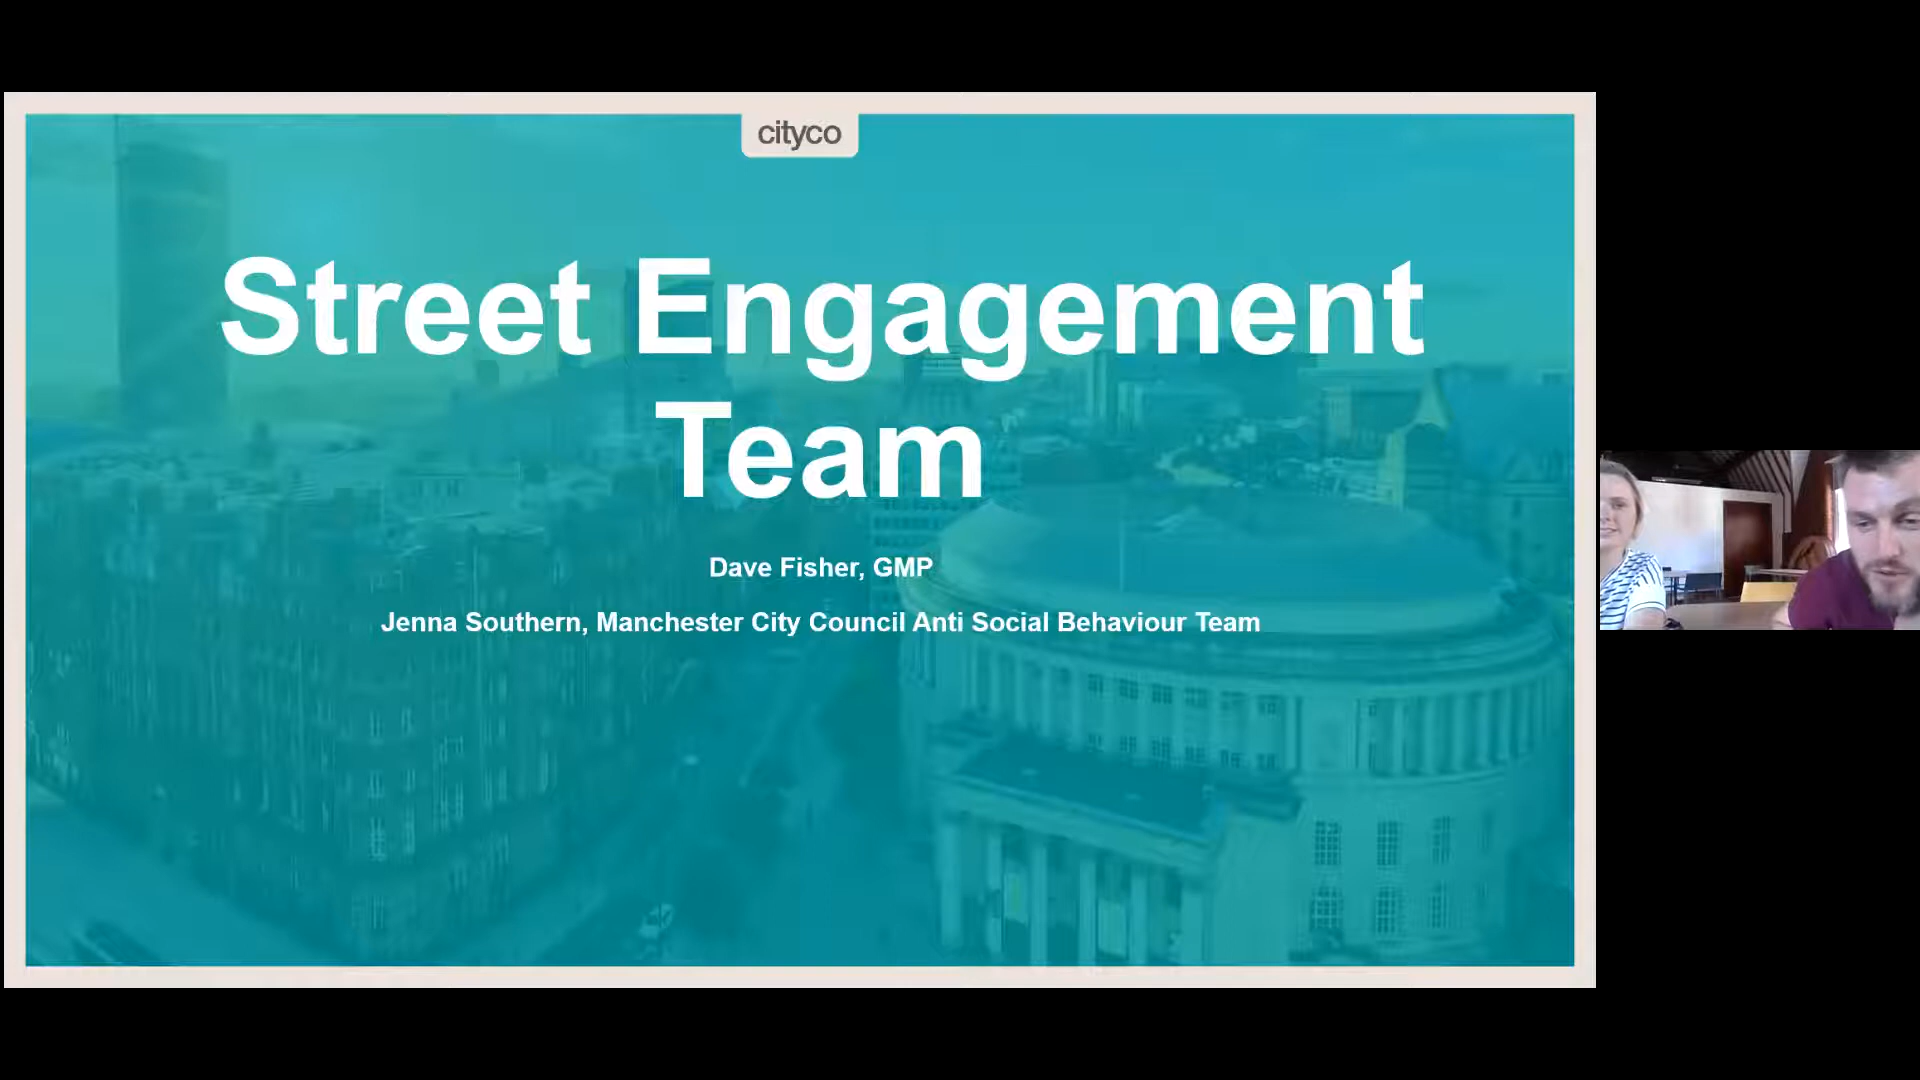 cityco
Street Engagement
Team
Dave Fisher, GMP
Jenna Southern, Manchester City Council Anti Social Behaviour Team